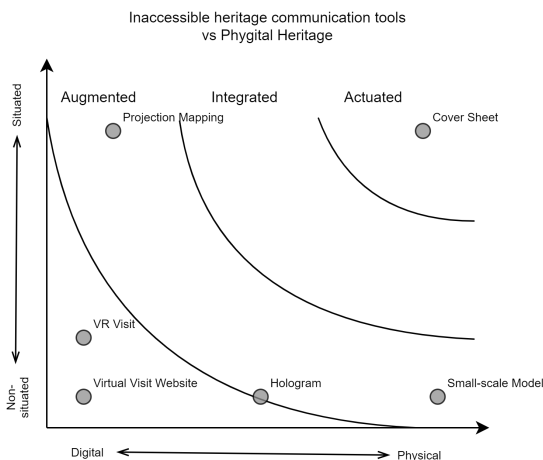 Inaccessible heritage communication tools
vs Phygital Heritage
Situated
Augmented
Integrated
Actuated
Projection Mapping
Cover Sheet
VR Visit
Virtual Visit Website
Hologram
Small-scale Model
Non-
situated
Digital
Physical